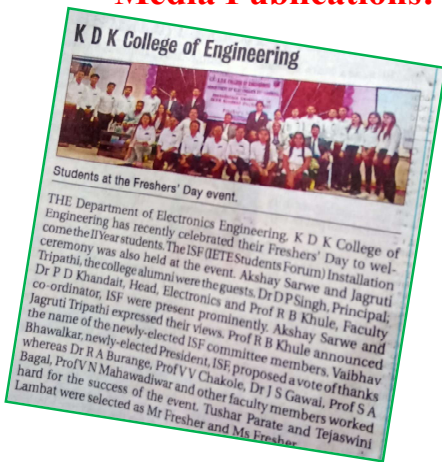 Media Publications:
K D K College of Engineering
Students at the Freshers' Day event.
THE Department of Electronics Engineering, K D K College of
Engineering has recently celebrated their Freshers' Day to wel-
come the II Year students. The ISF (IETE Students Forum) Installation
ceremony was also held at the event. Akshay Sarwe and Jagruti
Tripathi, the college alumni were the guests. Dr D P Singh, Principal;
Dr P D Khandait, Head, Electronics and Prof R B Khule, Faculty
co-ordinator, ISF were present prominently. Akshay Sarwe and
Jagruti Tripathi expressed their views. Prof R B Khule announced
the name of the newly-elected ISF committee members. Vaibhav
Bhawalkar, newly-elected President, ISF, proposed a vote of thanks
whereas Dr R A Burange, Prof V V Chakole, Dr J S Gawai, Prof S A
Bagal, Prof V N Mahawadiwar and other faculty members worked
hard for the success of the event. Tushar Parate and Tejaswini
Lambat were selected as Mr Fresher and Ms Fresher